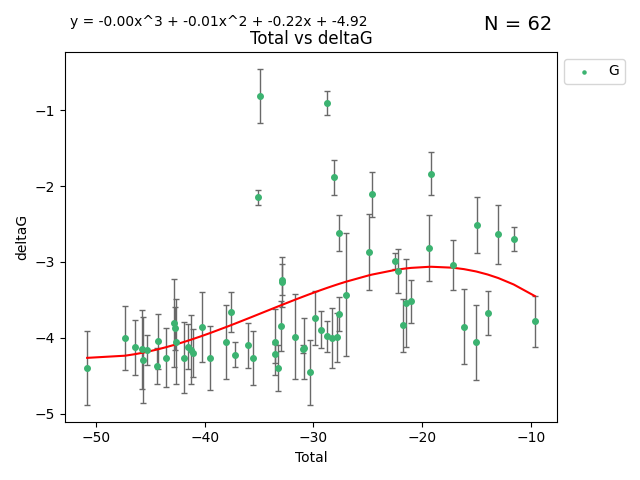 y = -0.00x^3 + -0.01x^2 + -0.22x + -4.92
N = 62
Total vs deltaG
G
−1
−2
−3
−4
−5
deltaG
−50 −40 −30 −20 −10
Total